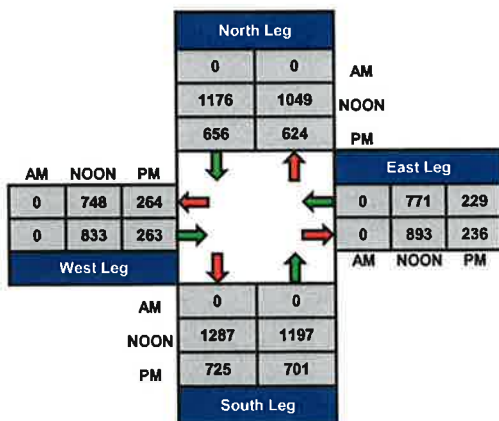 North Leg
0 0 AM
1176 1049 NOON
656 624 PM
AM NOON PM
East Leg
0 748 264
0 771 229
0 833 263
0 893 236
West Leg
AM NOON PM
AM 0 0
NOON 1287 1197
PM 725 701
South Leg